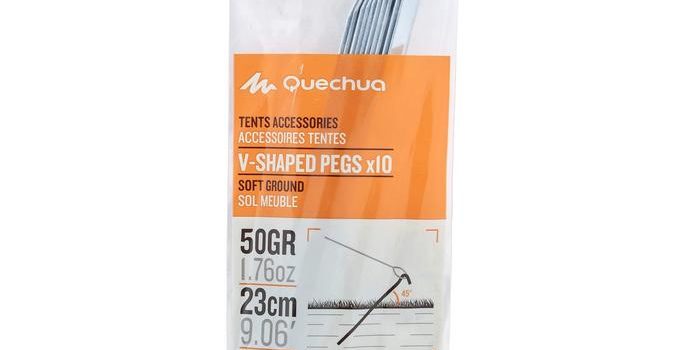 Quechua
TENTS ACCESSORIES
ACCESSOIRES TENTES
V-SHAPED PEGS x10
SOFT GROUND
SOL MEUBLE
50GR
1.76oz
23cm
9.06'
45°